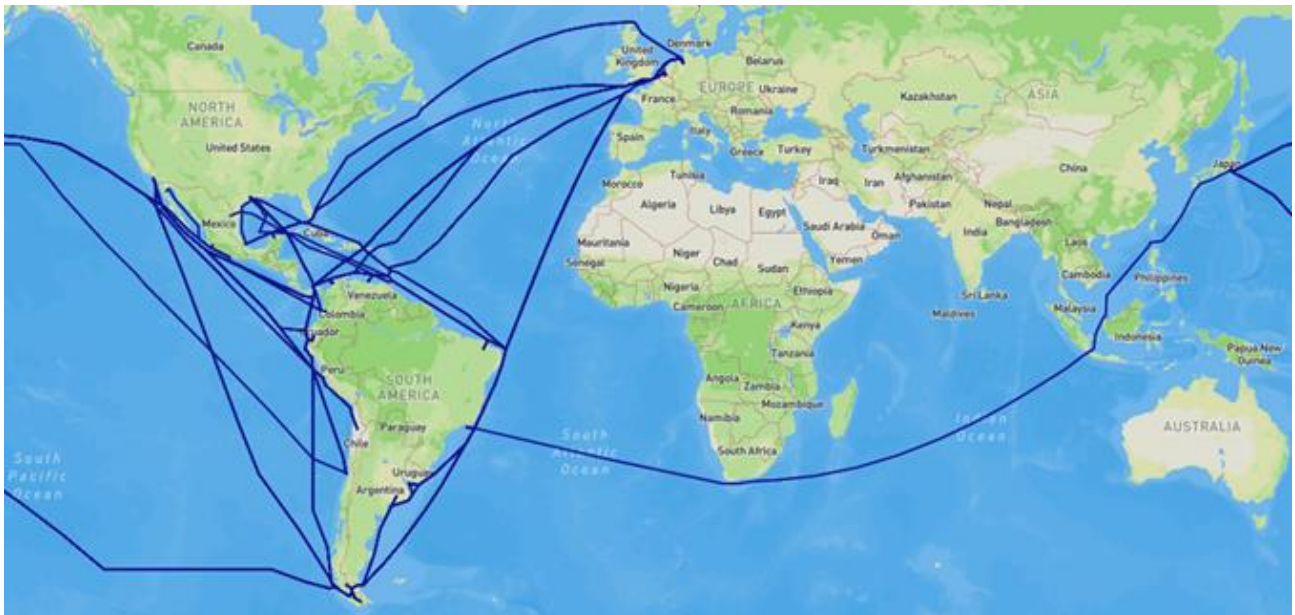 Canada
United
Kingdom
Denmark
Belarus
EUROPE
Ukraine
Kazakhstan
ASIA
NORTH
AMERICA
North
Atlantic
Ocean
France
Romania
United States
Spain
Italy
Greece
Turkey
Turkmenistan
China
Japan
Morocco
Tunisia
Iraq
Iran
Afghanistan
Algeria
Libya
Egypt
Pakistan
Nepal
Bangladesh
Mexico
Cuba
Saudi Arabia
Oman
India
Laos
Mauritania
Niger
Chad
Sudan
Yemen
Senegal
Cambodia
Philippines
Nigeria
Ethiopia
Venezuela
Cameroon
AFRICA
Sri Lanka
Maldives
Malaysia
Colombia
Ecuador
Kenya
Indonesia
Papua New
Guinea
Tanzania
Peru
SOUTH
AMERICA
Angola
Zambia
Mozambique
Namibia
Indian
Ocean
Paraguay
AUSTRALIA
Chile
South
Atlantic
Ocean
South Africa
South
Pacific
Ocean
Uruguay
Argentina